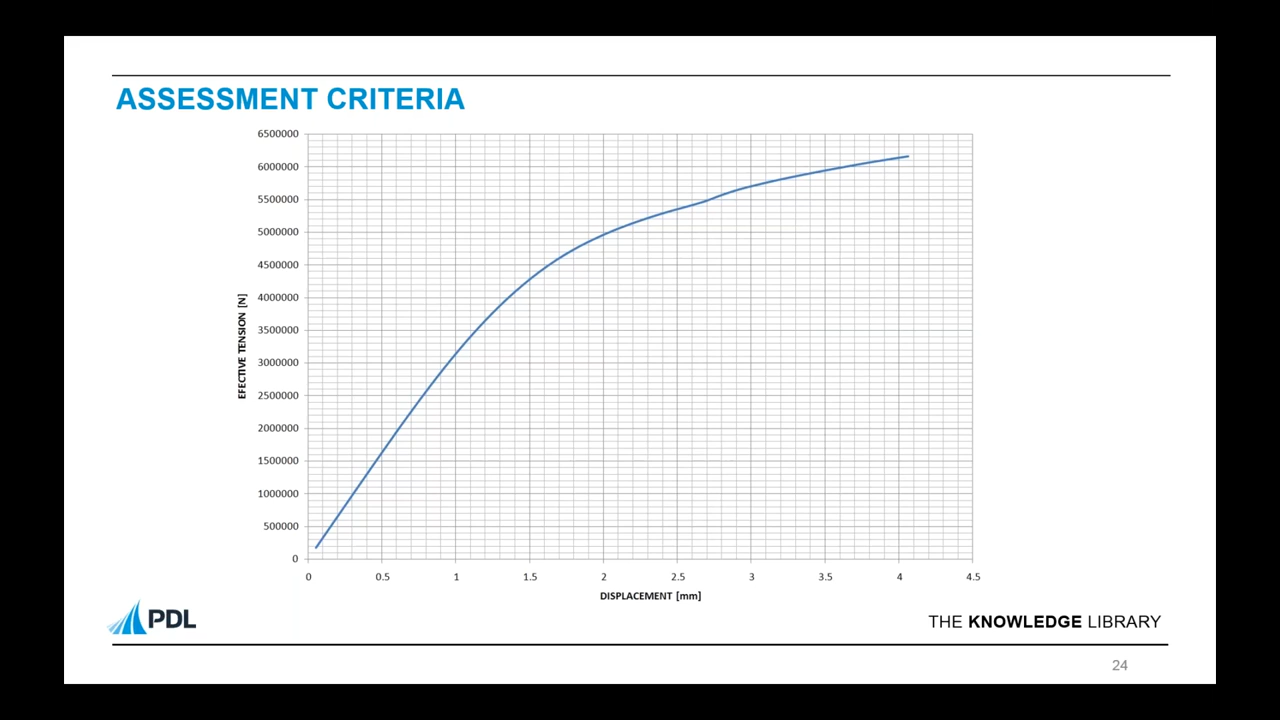 ASSESSMENT CRITERIA
6500000
6000000
5500000
5000000
4500000
4000000
3500000
3000000
2500000
2000000
1500000
1000000
500000
0
EFECTIVE TENSION [N]
0 0.5 1 1.5 2 2.5 3 3.5 4 4.5
DISPLACEMENT [mm]
PDL
THE KNOWLEDGE LIBRARY
24